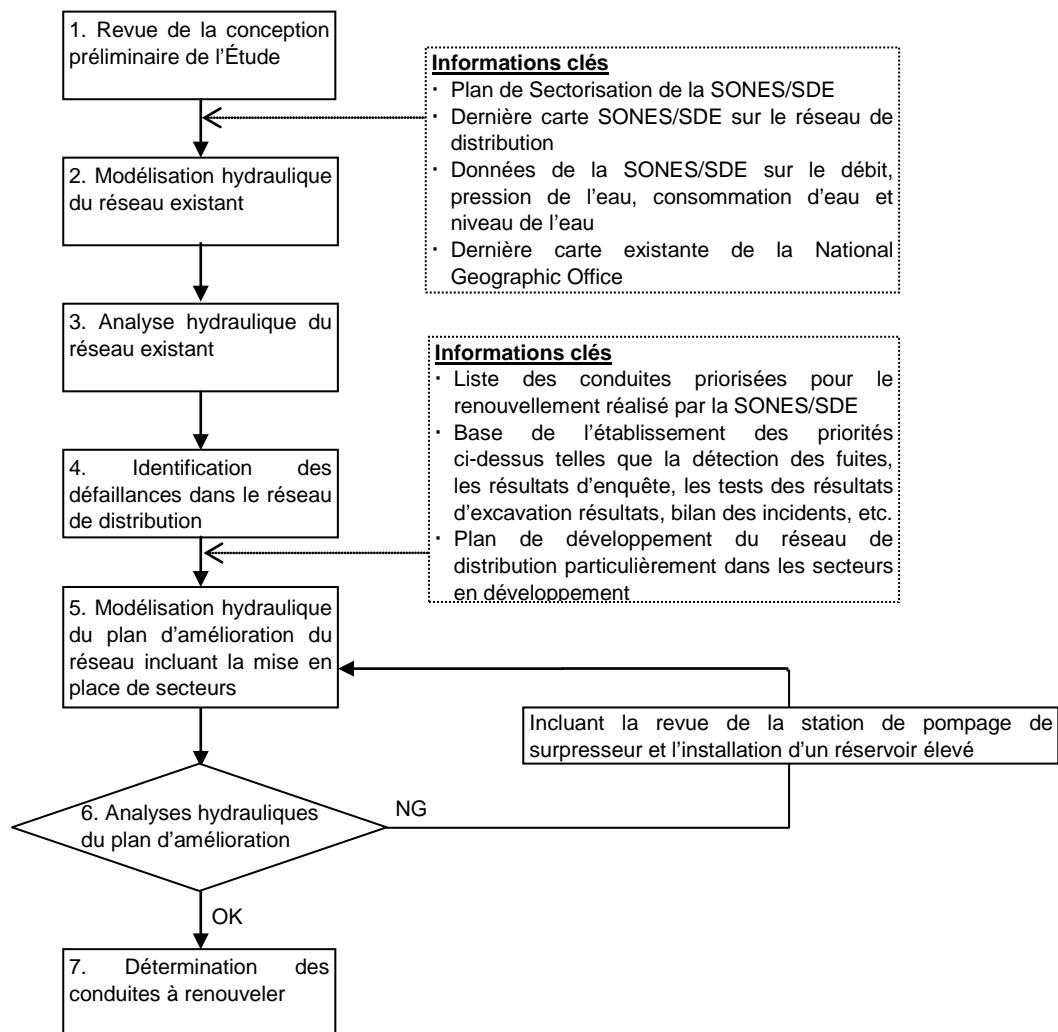 1. Revue de la conception
préliminaire de l’Étude
Informations clés
· Plan de Sectorisation de la SONES/SDE
· Dernière carte SONES/SDE sur le réseau de
distribution
· Données de la SONES/SDE sur le débit,
pression de l’eau, consommation d’eau et
niveau de l’eau
· Dernière carte existante de la National
Geographic Office
2. Modélisation hydraulique
du réseau existant
3. Analyse hydraulique du
réseau existant
Informations clés
· Liste des conduites priorisées pour le
renouvellement réalisé par la SONES/SDE
· Base de l’établissement des priorités
ci-dessus telles que la détection des fuites,
les résultats d’enquête, les tests des résultats
d’excavation résultats, bilan des incidents, etc.
· Plan de développement du réseau de
distribution particulièrement dans les secteurs
en développement
4. Identification des
défaillances dans le réseau
de distribution
5. Modélisation hydraulique
du plan d’amélioration du
réseau incluant la mise en
place de secteurs
Incluant la revue de la station de pompage de
surpresseur et l’installation d’un réservoir élevé
6. Analyses hydrauliques
du plan d’amélioration
NG
OK
7. Détermination des
conduites à renouveler